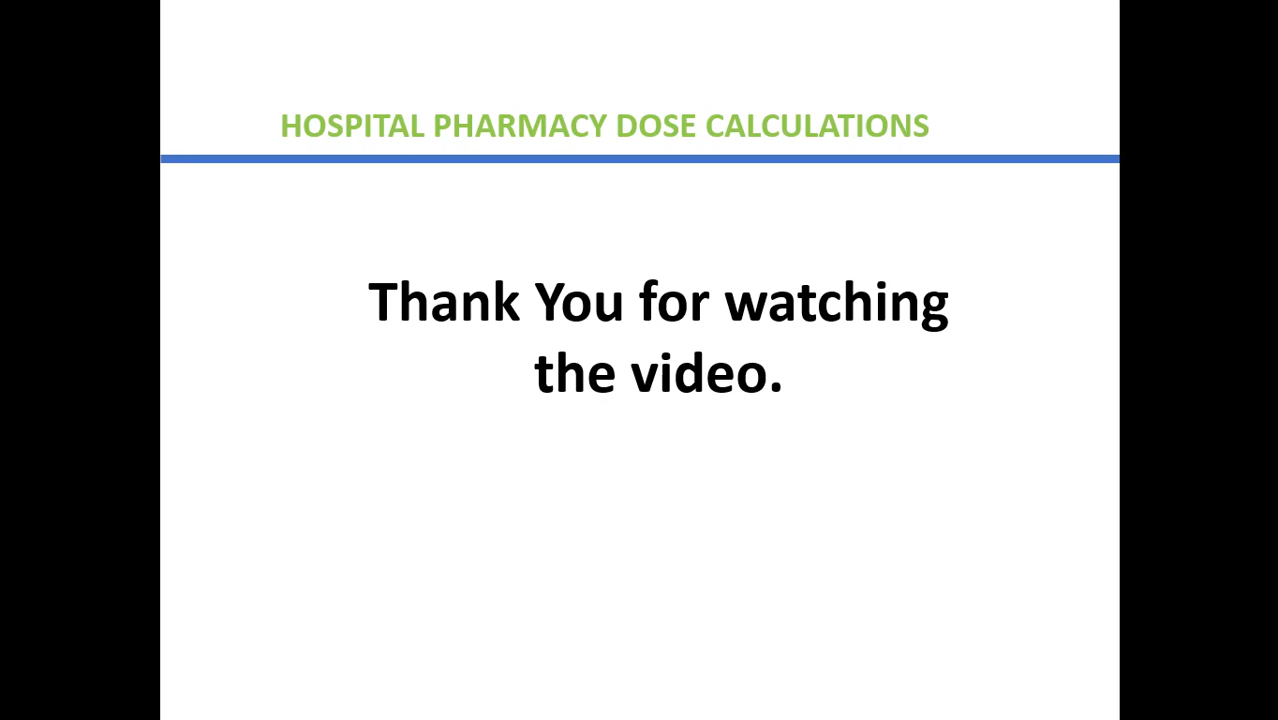 HOSPITAL PHARMACY DOSE CALCULATIONS
Thank You for watching
the video.